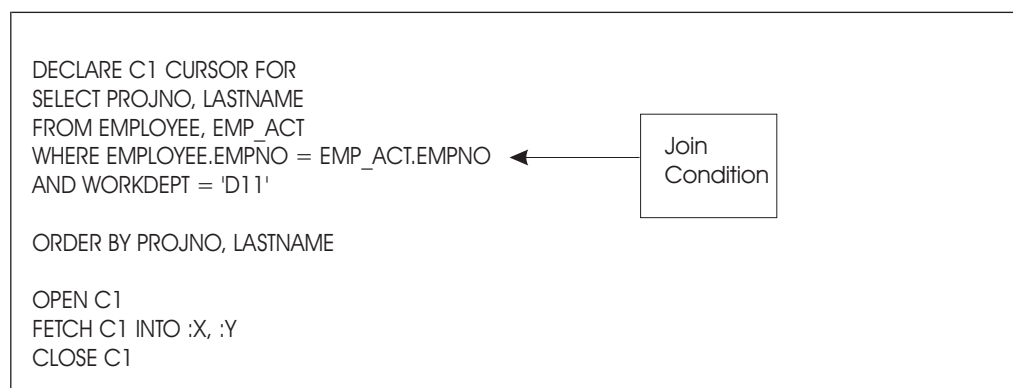 DECLARE C1 CURSOR FOR
SELECT PROJNO, LASTNAME
FROM EMPLOYEE, EMP_ACT
WHERE EMPLOYEE.EMPNO = EMP_ACT.EMPNO
AND WORKDEPT = 'D11'
Join
Condition
ORDER BY PROJNO, LASTNAME
OPEN C1
FETCH C1 INTO :X, :Y
CLOSE C1